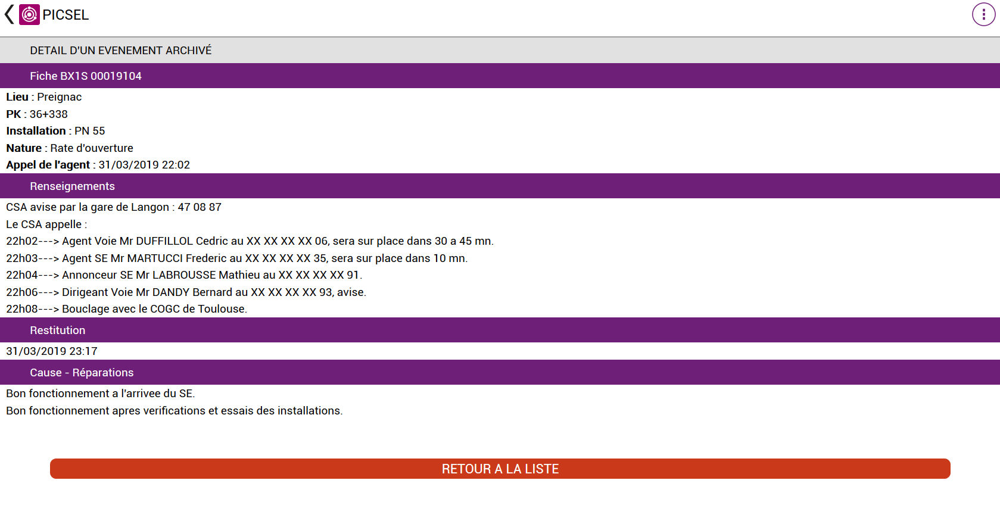 PICSEL
DETAIL D'UN EVENEMENT ARCHIVÉ
Fiche BX1S 00019104
Lieu : Preignac
PK : 36+338
Installation : PN 55
Nature : Rate d'ouverture
Appel de l'agent : 31/03/2019 22:02
Renseignements
CSA avise par la gare de Langon : 47 08 87
Le CSA appelle :
22h02---> Agent Voie Mr DUFFILLOL Cedric au XX XX XX XX 06, sera sur place dans 30 a 45 mn.
22h03---> Agent SE Mr MARTUCCI Frederic au XX XX XX XX 35, sera sur place dans 10 mn.
22h04---> Annonceur SE Mr LABROUSSE Mathieu au XX XX XX XX 91.
22h06---> Dirigeant Voie Mr DANDY Bernard au XX XX XX XX 93, avise.
22h08---> Bouclage avec le COGC de Toulouse.
Restitution
31/03/2019 23:17
Cause - Réparations
Bon fonctionnement a l'arrivee du SE.
Bon fonctionnement apres verifications et essais des installations.
RETOUR A LA LISTE